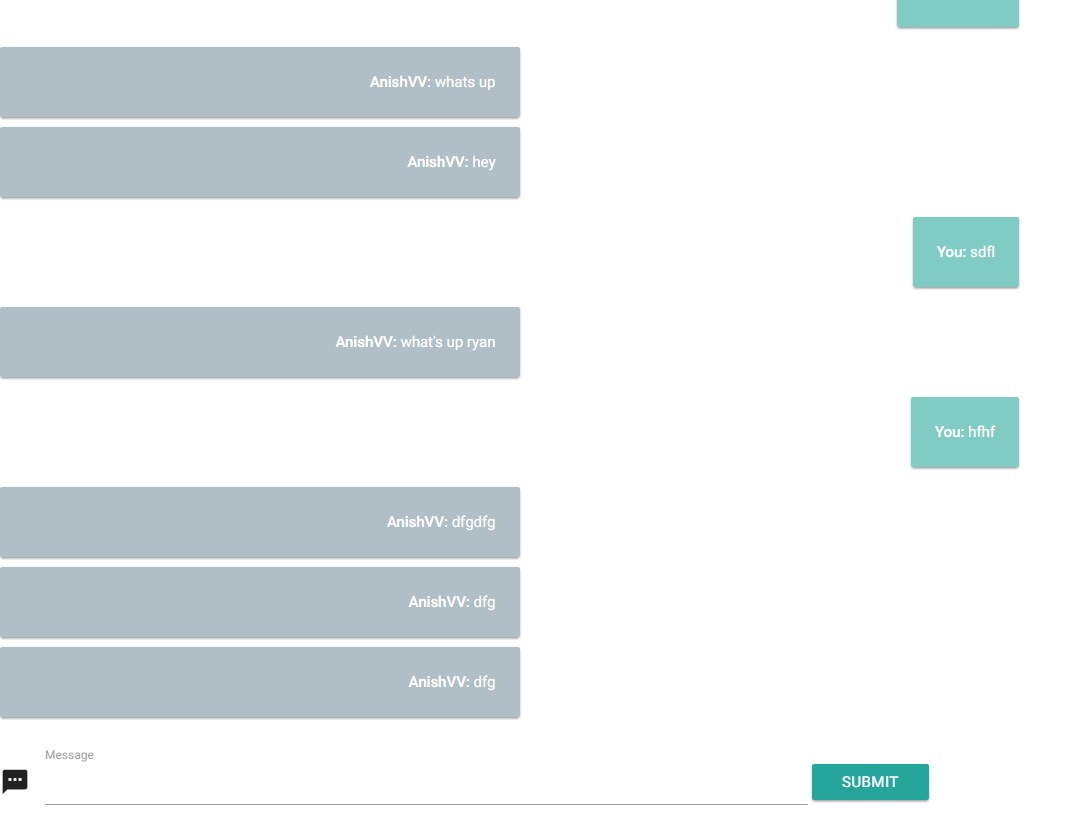 AnishVV: whats up
AnishVV: hey
You: sdfl
AnishVV: what's up ryan
You: hfhf
AnishVV: dfgdfg
AnishVV: dfg
AnishVV: dfg
Message
SUBMIT